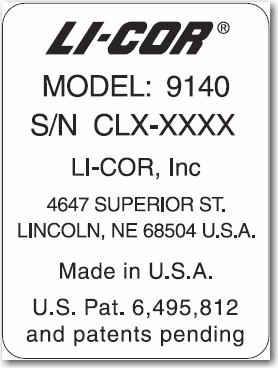 LI-COR®
MODEL: 9140
S/N CLX-XXXX
LI-COR, Inc
4647 SUPERIOR ST.
LINCOLN, NE 68504 U.S.A.
Made in U.S.A.
U.S. Pat. 6,495,812
and patents pending